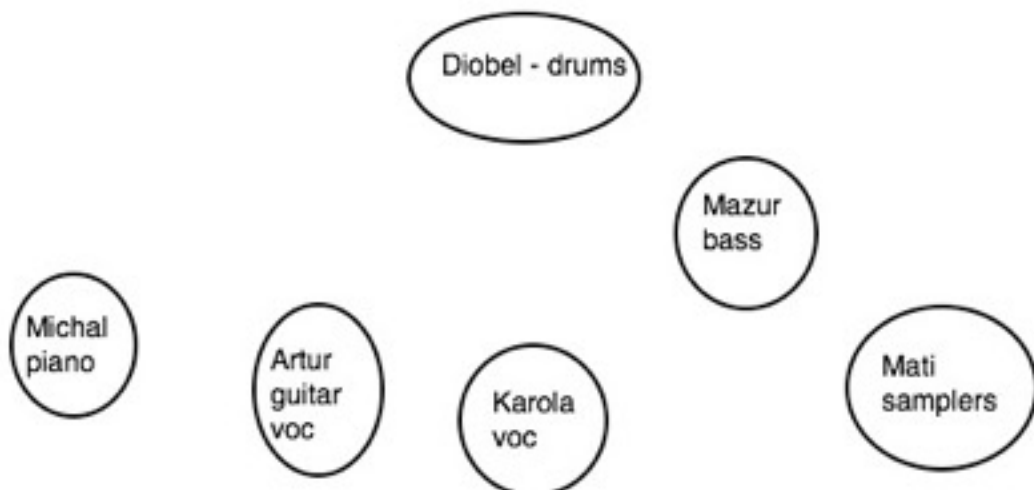 Diobel - drums
Mazur
bass
Michal
piano
Artur
guitar
voc
Karola
voc
Mati
samplers